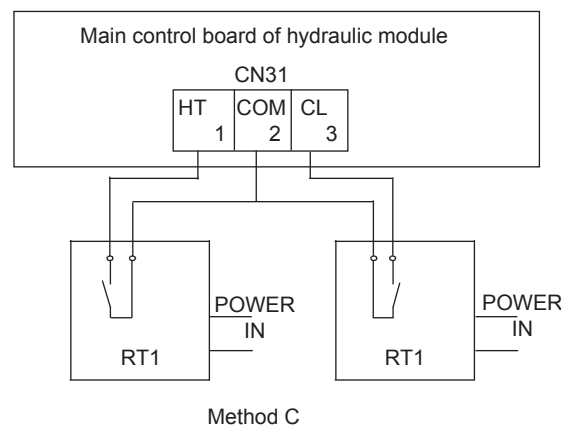 Main control board of hydraulic module
CN31
HT COM CL
1 2 3
POWER
IN
RT1
POWER
IN
RT1
Method C